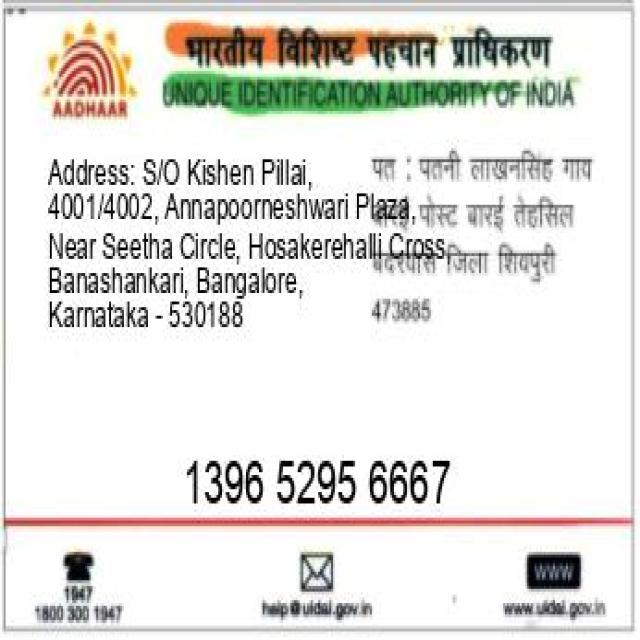 भारतीय विशिष्ट पहचान प्राधिकरण
AADHAAR
UNIQUE IDENTIFICATION AUTHORITY OF INDIA
Address: S/O Kishen Pillai,
4001/4002, Annapoorneshwari Plaza,
Near Seetha Circle, Hosakerehalli Cross,
Banashankari, Bangalore,
Karnataka - 530188
पत : पतनी लाखनसिंह गाय
पोस्ट बारई तेहसिल
जिला शिवपुरी
473885
1396 5295 6667
1947
1800 300 1947
help@uidai.gov.in
WWW
www.uidai.gov.in